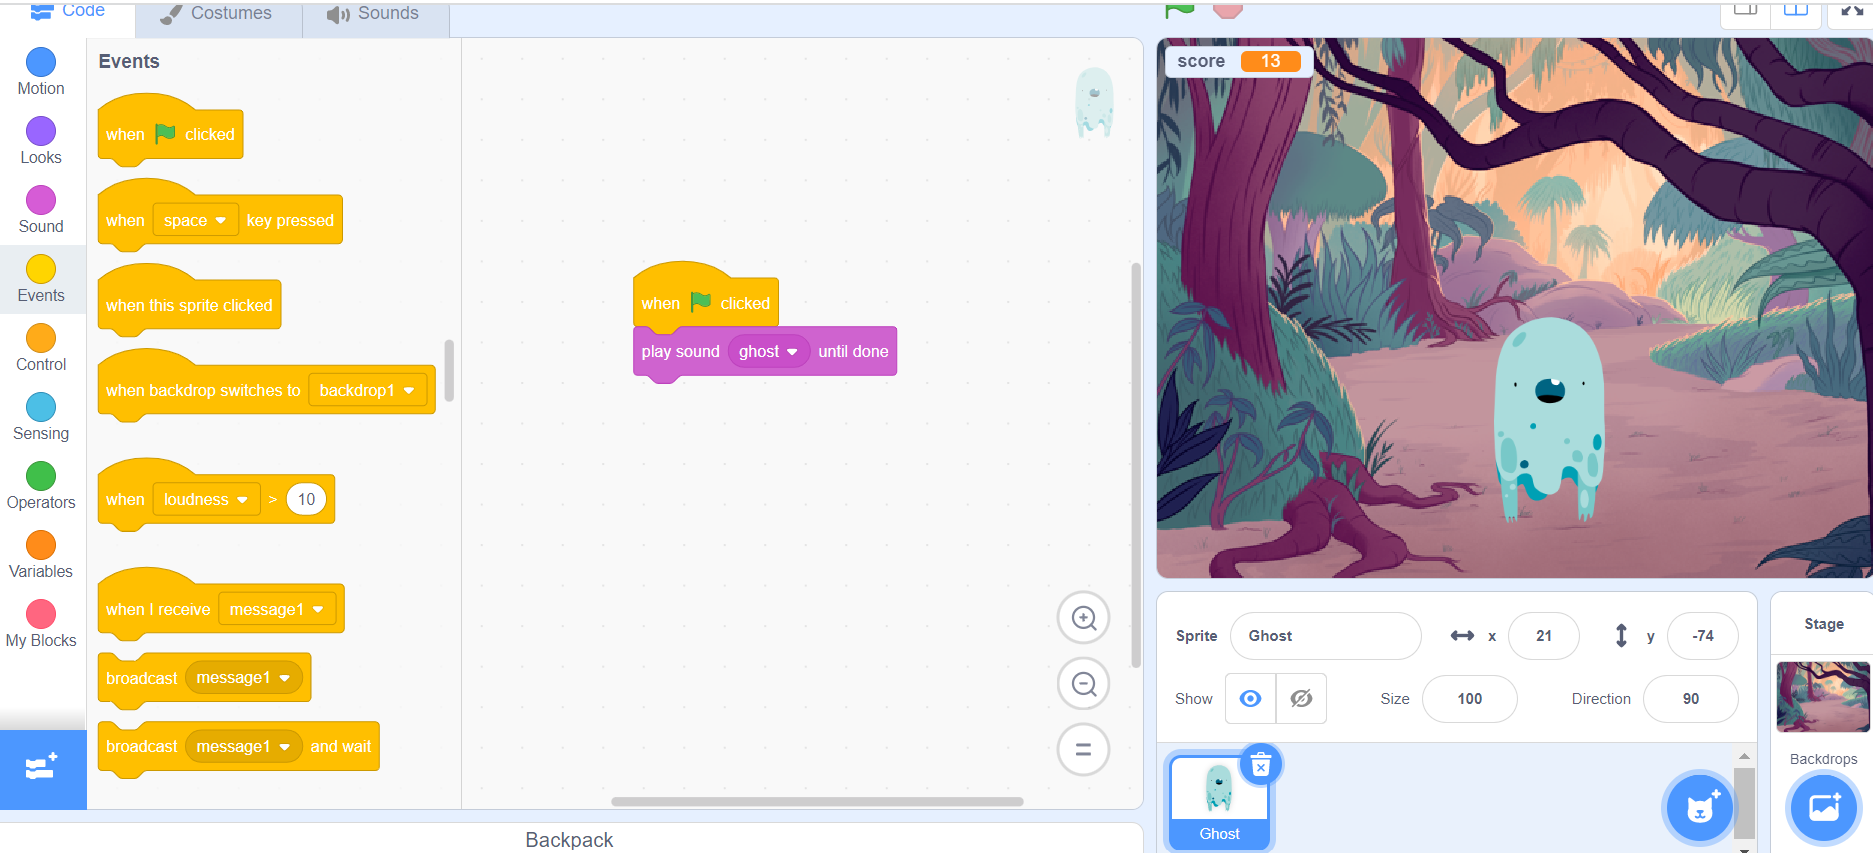 Code
Costumes
Sounds
Motion
Looks
Sound
Events
Control
Sensing
Operators
Variables
My Blocks
Events
when clicked
when space key pressed
when this sprite clicked
when backdrop switches to backdrop1
when loudness > 10
when I receive message1
broadcast message1
broadcast message1 and wait
when clicked
play sound ghost until done
Backpack
score 13
Sprite Ghost x 21 y -74
Show Size 100 Direction 90
Ghost
Stage
Backdrops